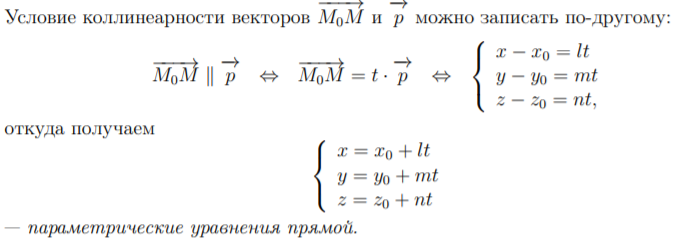 Условие коллинеарности векторов $\overrightarrow{M_0M}$ и $\overrightarrow{p}$ можно записать по-другому:
$\overrightarrow{M_0M} \parallel \overrightarrow{p} \quad \Leftrightarrow \quad \overrightarrow{M_0M} = t \cdot \overrightarrow{p} \quad \Leftrightarrow \quad \begin{cases} x - x_0 = lt \\ y - y_0 = mt \\ z - z_0 = nt, \end{cases}$
откуда получаем
$\begin{cases} x = x_0 + lt \\ y = y_0 + mt \\ z = z_0 + nt \end{cases}$
— параметрические уравнения прямой.